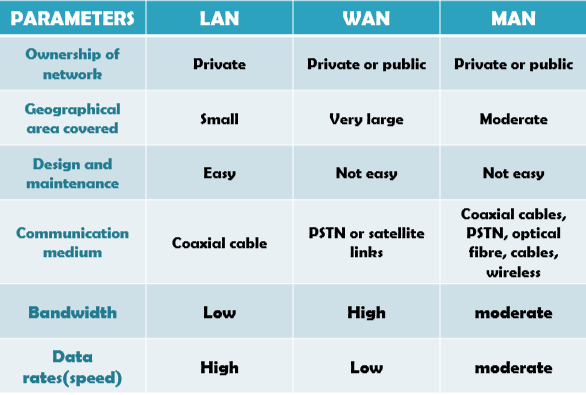 PARAMETERS LAN WAN MAN
Ownership of
network Private Private or public Private or public
Geographical
area covered Small Very large Moderate
Design and
maintenance Easy Not easy Not easy
Communication
medium Coaxial cable PSTN or satellite
links Coaxial cables,
PSTN, optical
fibre, cables,
wireless
Bandwidth Low High moderate
Data
rates(speed) High Low moderate